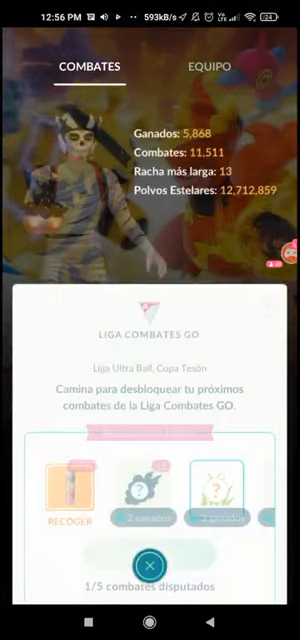 12:56 PM 593kB/s 24
COMBATES EQUIPO
Ganados: 5,868
Combates: 11,511
Racha más larga: 13
Polvos Estelares: 12,712,859
LIGA COMBATES GO
Liga Ultra Ball, Copa Tesón
Camina para desbloquear tu próximos
combates de la Liga Combates GO.
RECOGER
1/5 combates disputados